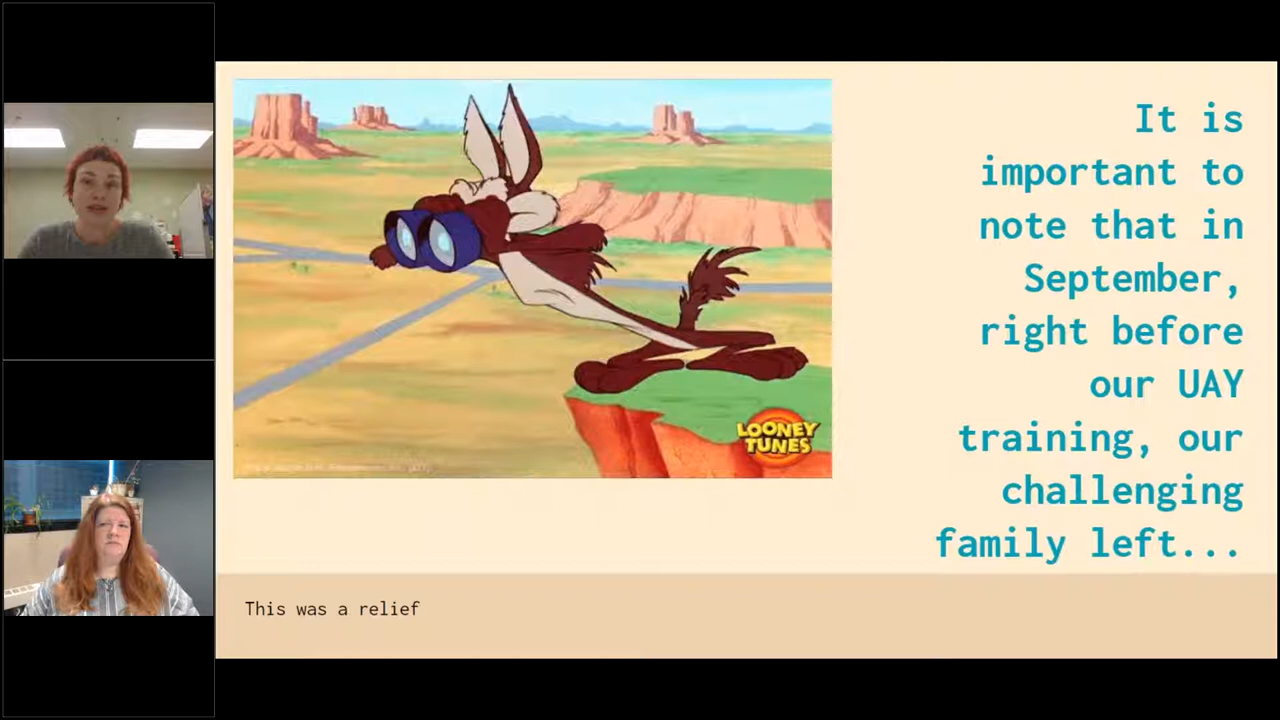 It is
important to
note that in
September,
right before
our UAY
training, our
challenging
family left...
LOONEY
TUNES
This was a relief